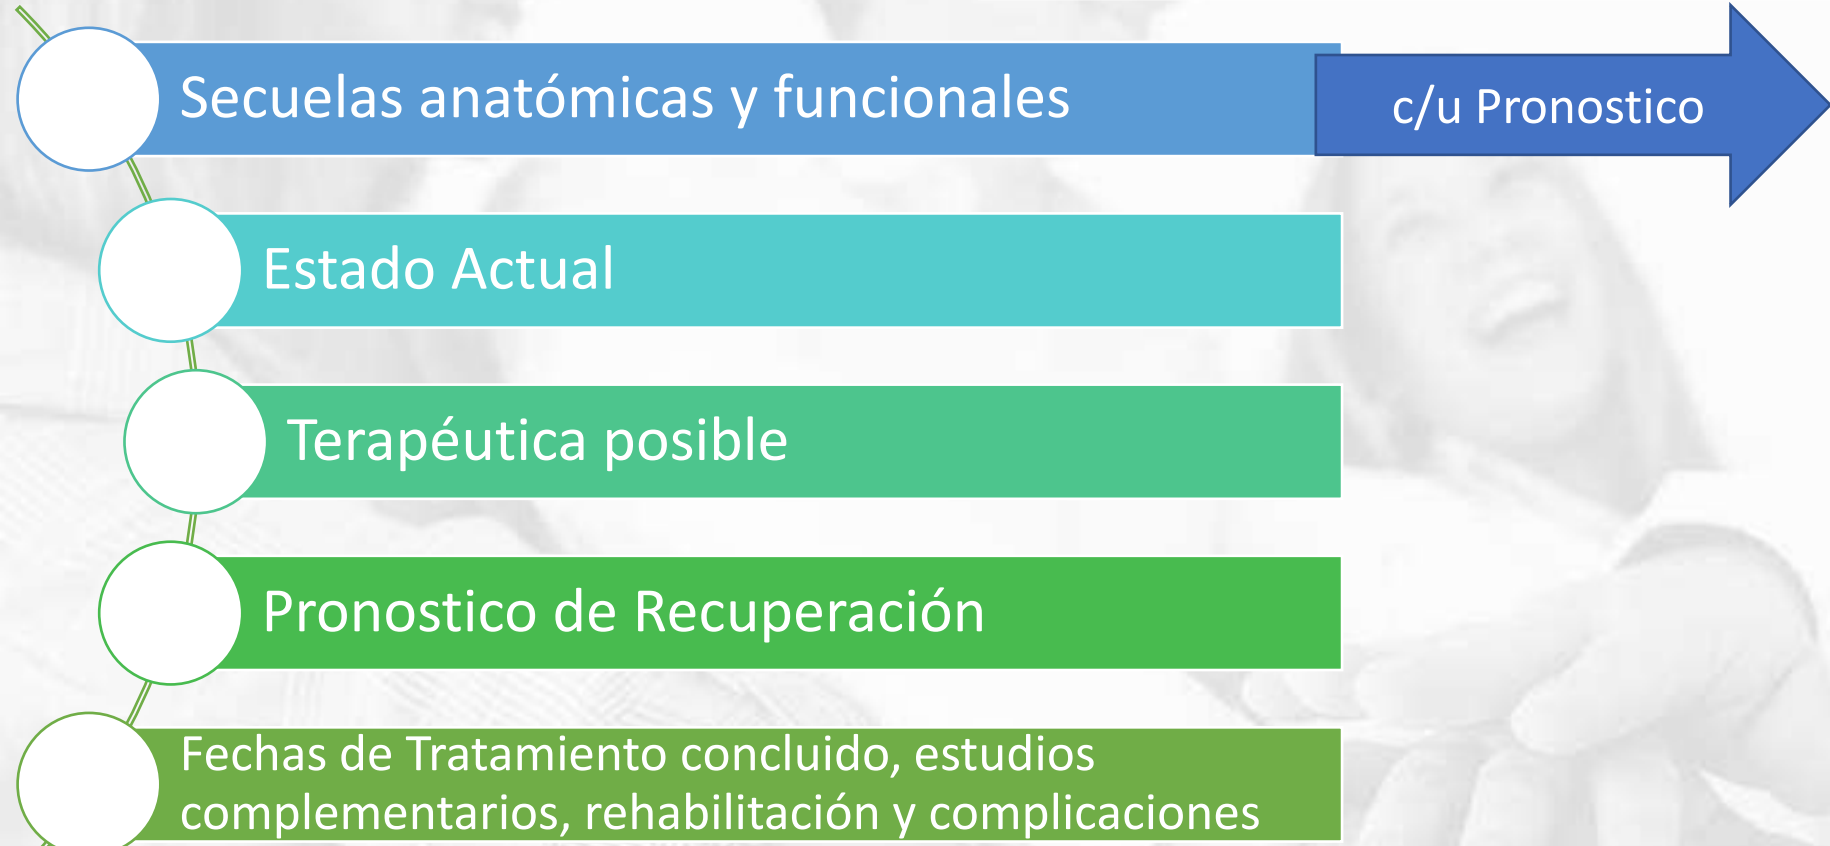 Secuelas anatómicas y funcionales
c/u Pronostico
Estado Actual
Terapéutica posible
Pronostico de Recuperación
Fechas de Tratamiento concluido, estudios
complementarios, rehabilitación y complicaciones